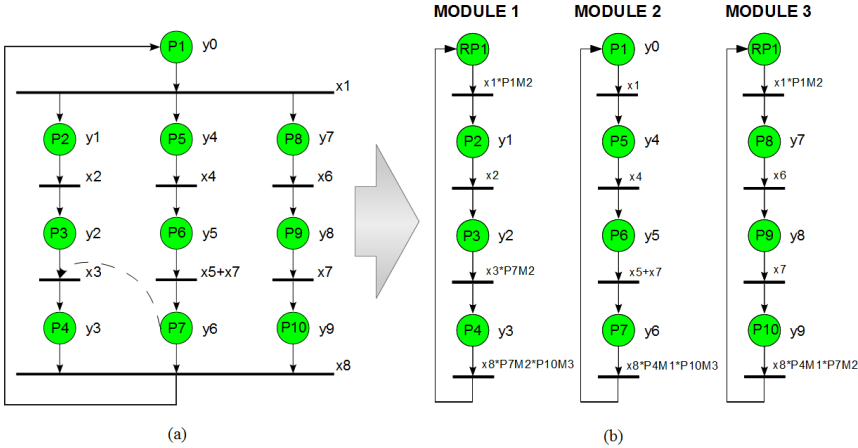 MODULE 1
MODULE 2
MODULE 3
P1
y0
x1
P2
y1
P5
y4
P8
y7
x2
x4
x6
P3
y2
P6
y5
P9
y8
x3
x5+x7
x7
P4
y3
P7
y6
P10
y9
x8
(a)
RP1
x1*P1M2
P2
y1
x2
P3
y2
x3*P7M2
P4
y3
x8*P7M2*P10M3
P1
y0
x1
P5
y4
x4
P6
y5
x5+x7
P7
y6
x8*P4M1*P10M3
RP1
x1*P1M2
P8
y7
x6
P9
y8
x7
P10
y9
x8*P4M1*P7M2
(b)